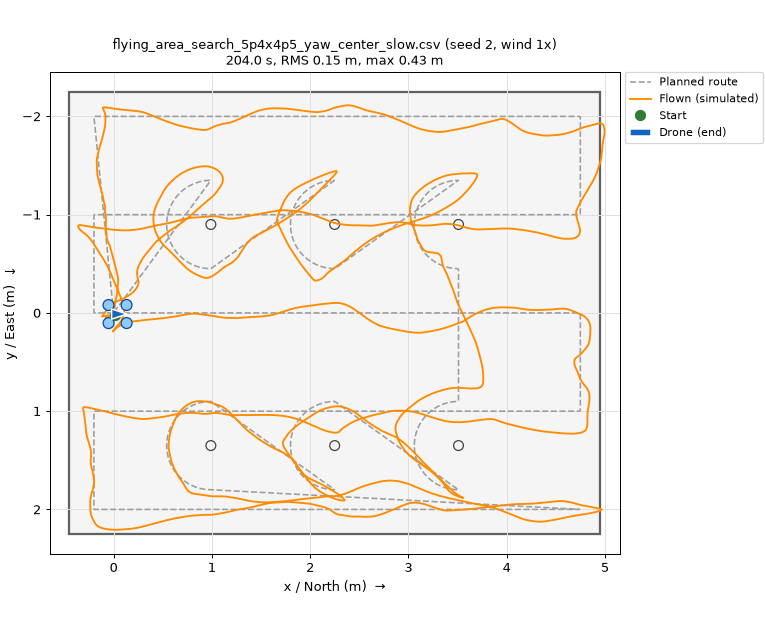 flying_area_search_5p4x4p5_yaw_center_slow.csv (seed 2, wind 1x)
204.0 s, RMS 0.15 m, max 0.43 m
Planned route
Flown (simulated)
Start
Drone (end)
−2
−1
0
1
2
y / East (m) ↓
0 1 2 3 4 5
x / North (m) →